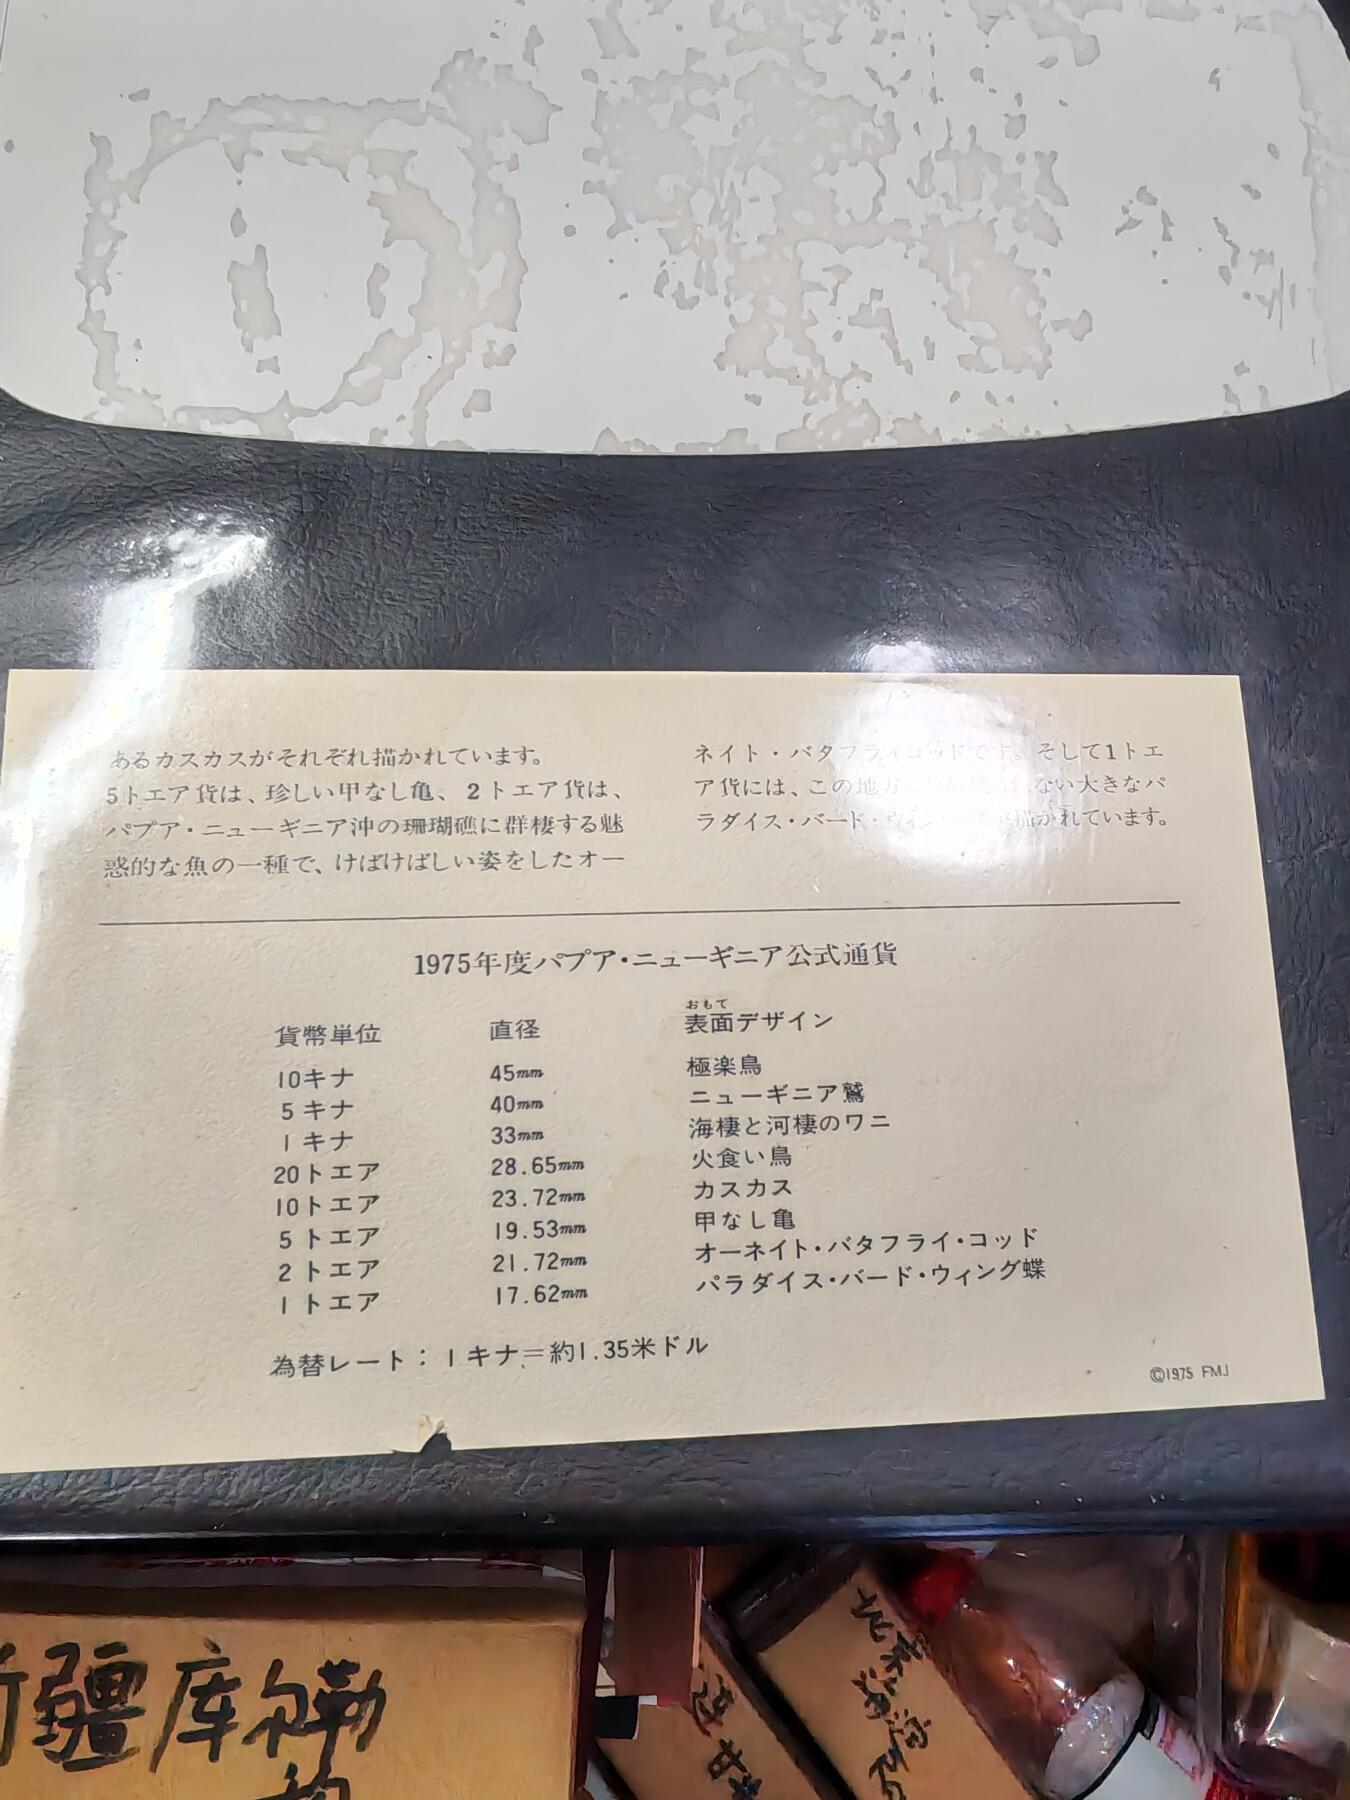 あるカスカスがそれぞれ描かれています。
5トエア貨は、珍しい甲なし亀、2トエア貨は、
パプア・ニューギニア沖の珊瑚礁に群棲する魅
惑的な魚の一種で、けばけばしい姿をしたオー
ネイト・バタフライコッドです。そして1トエ
ア貨には、この地方に ない大きなパ
ラダイス・バード・ウィン 描かれています。
1975年度パプア・ニューギニア公式通貨
貨幣単位 直径 表面デザイン
おもて
10キナ 45mm 極楽鳥
5キナ 40mm ニューギニア鷲
1キナ 33mm 海棲と河棲のワニ
20トエア 28.65mm 火食い鳥
10トエア 23.72mm カスカス
5トエア 19.53mm 甲なし亀
2トエア 21.72mm オーネイト・バタフライ・コッド
1トエア 17.62mm パラダイス・バード・ウィング蝶
為替レート：1キナ＝約1.35米ドル
©1975 FMJ
疆库尔勒